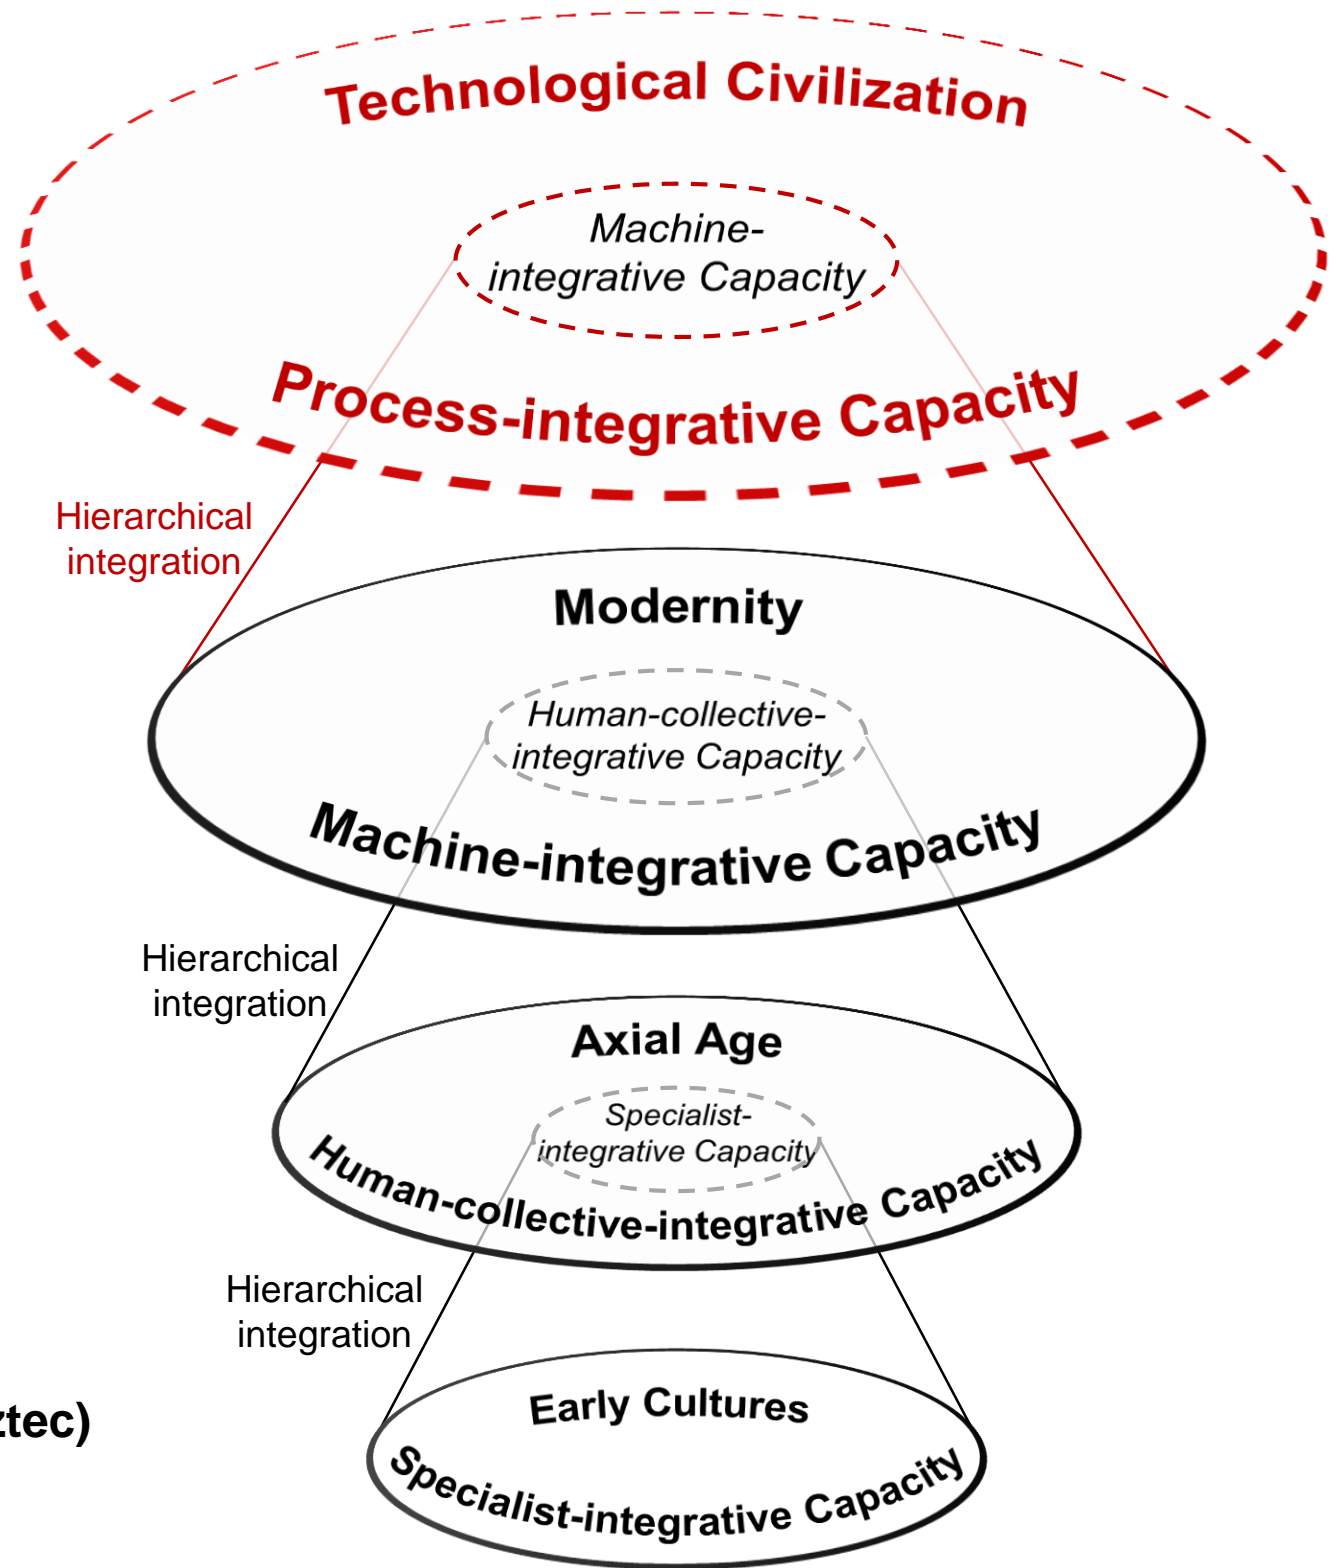 Technological Civilization
Machine-
integrative Capacity
Process-integrative Capacity
Hierarchical
integration
Modernity
Human-collective-
integrative Capacity
Machine-integrative Capacity
Hierarchical
integration
Axial Age
Specialist-
integrative Capacity
Human-collective-integrative Capacity
Hierarchical
integration
Early Cultures
ztec)
Specialist-integrative Capacity